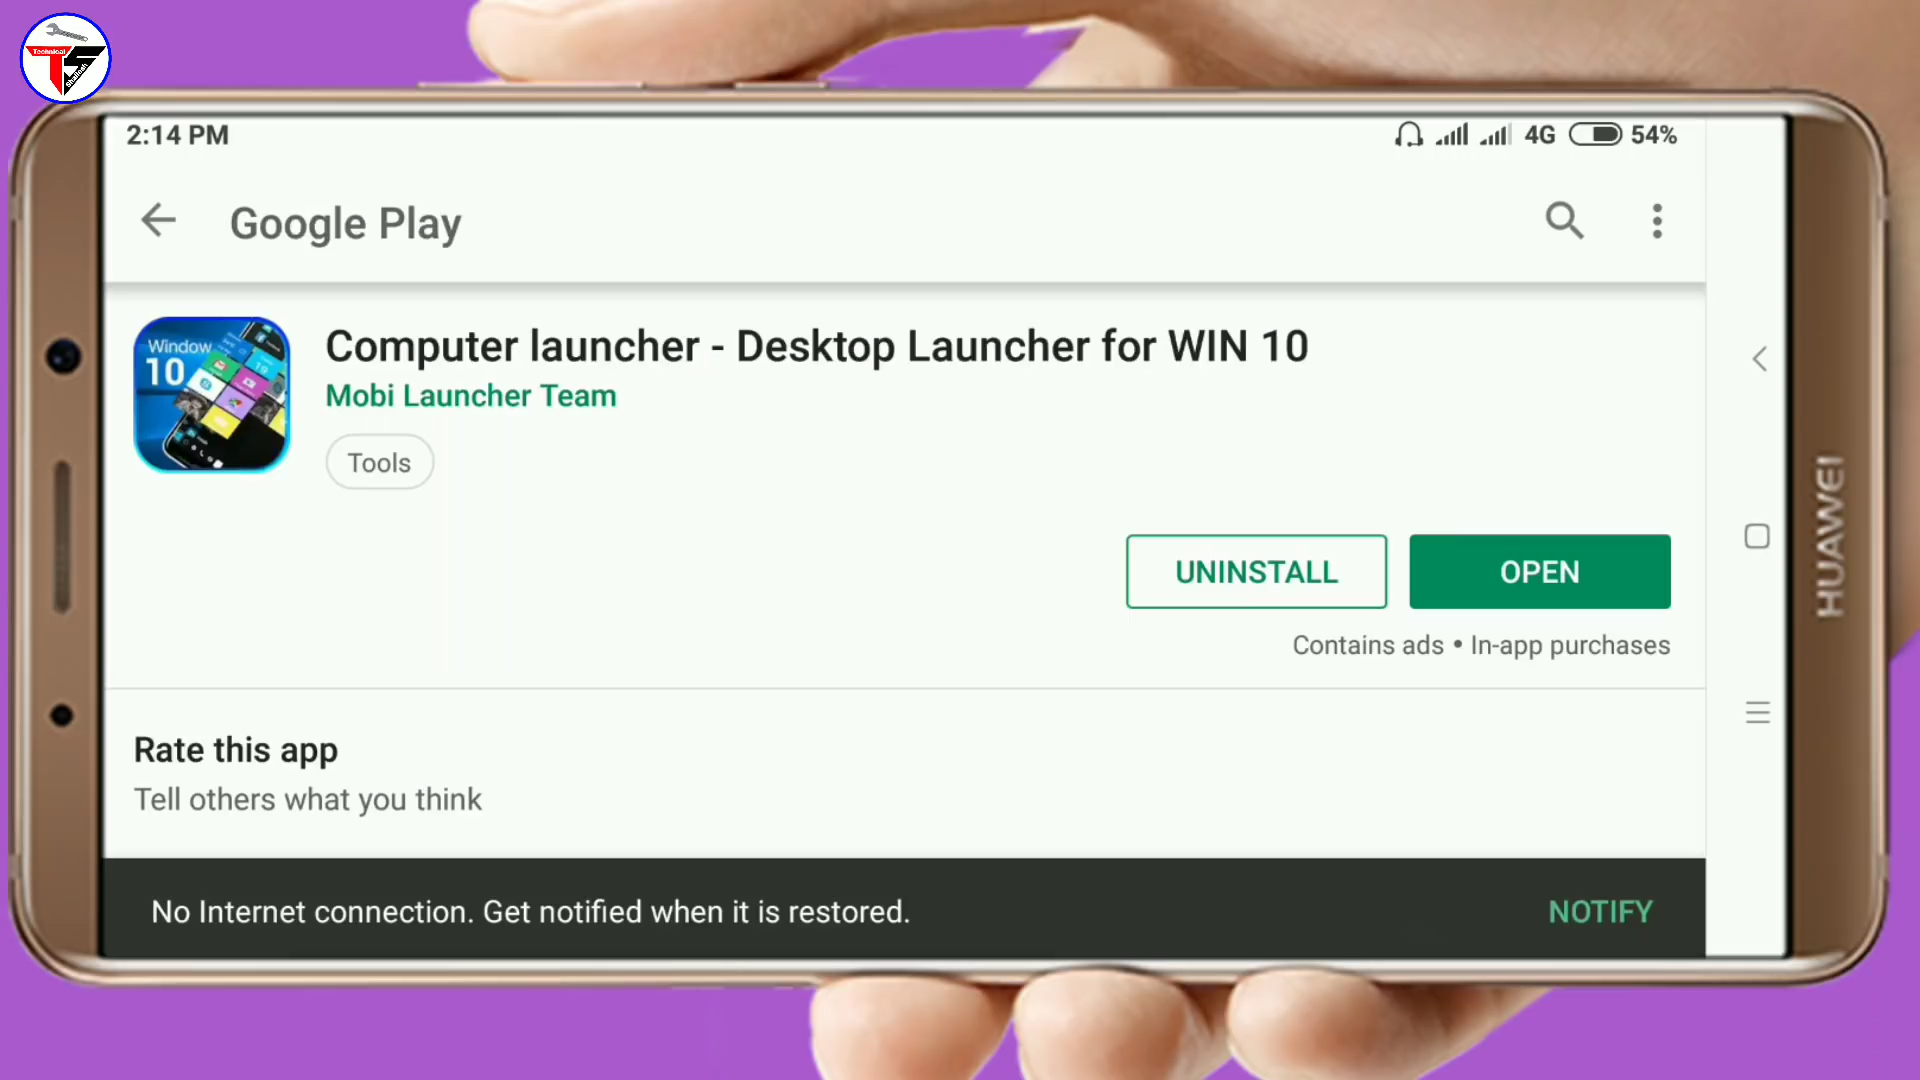 Technical
2:14 PM
4G 54%
Google Play
Window
10
Computer launcher - Desktop Launcher for WIN 10
Mobi Launcher Team
Tools
UNINSTALL
OPEN
Contains ads • In-app purchases
Rate this app
Tell others what you think
No Internet connection. Get notified when it is restored.
NOTIFY
HUAWEI